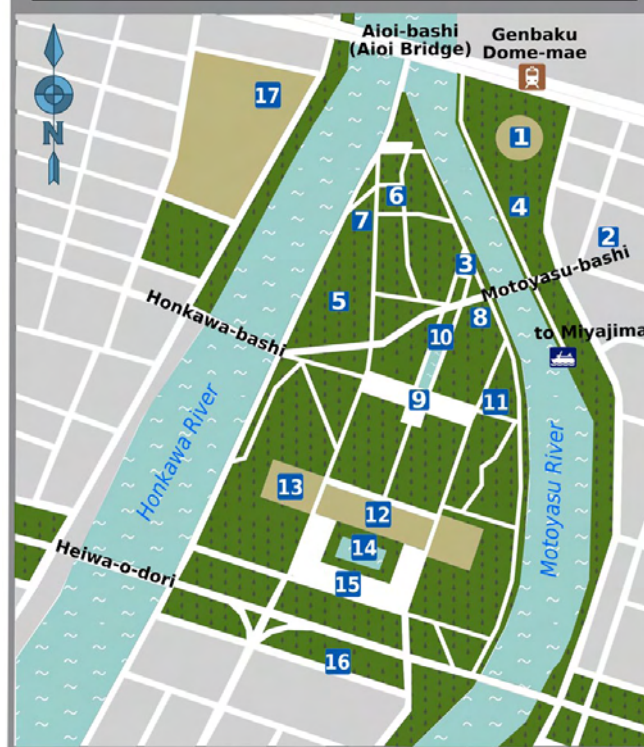 Aioi-bashi
(Aioi Bridge)
Genbaku
Dome-mae
N
17
1
6
4
7
2
3
Motoyasu-bashi
5
8
Honkawa-bashi
10
to Miyajima
9
11
Honkawa River
Motoyasu River
13
12
14
Heiwa-o-dori
15
16